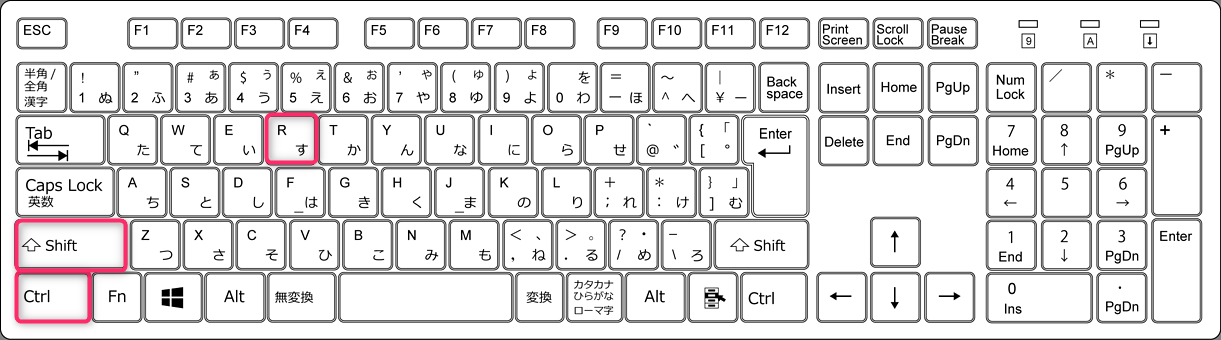 ESC F1 F2 F3 F4 F5 F6 F7 F8 F9 F10 F11 F12 Print Screen Scroll Lock Pause Break 9 A ↓
半角/全角 漢字 ! 1 ぬ " 2 ふ # ぁ 3 あ $ ぅ 4 う % ぇ 5 え & ぉ 6 お ' ゃ 7 や ( ゅ 8 ゆ ) ょ 9 よ を 0 わ = － ほ ～ ^ へ | ¥ ー Back space Insert Home PgUp Num Lock ／ * －
Tab Q た W て E い R す T か Y ん U な I に O ら P せ ` @ ゛ { 「 [ ゜ Enter Delete End PgDn 7 Home 8 ↑ 9 PgUp +
Caps Lock 英数 A ち S と D し F _は G き H く J _ま K の L り + ; れ * : け } 」 ] む 4 ← 5 6 →
Shift Z つ X さ C そ V ひ B こ N み M も < 、 , ね > 。 . る ? ・ / め _ \ ろ Shift ↑ 1 End 2 ↓ 3 PgDn Enter
Ctrl Fn Alt 無変換 変換 カタカナ ひらがな ローマ字 Alt Ctrl ← ↓ → 0 Ins . PgDn